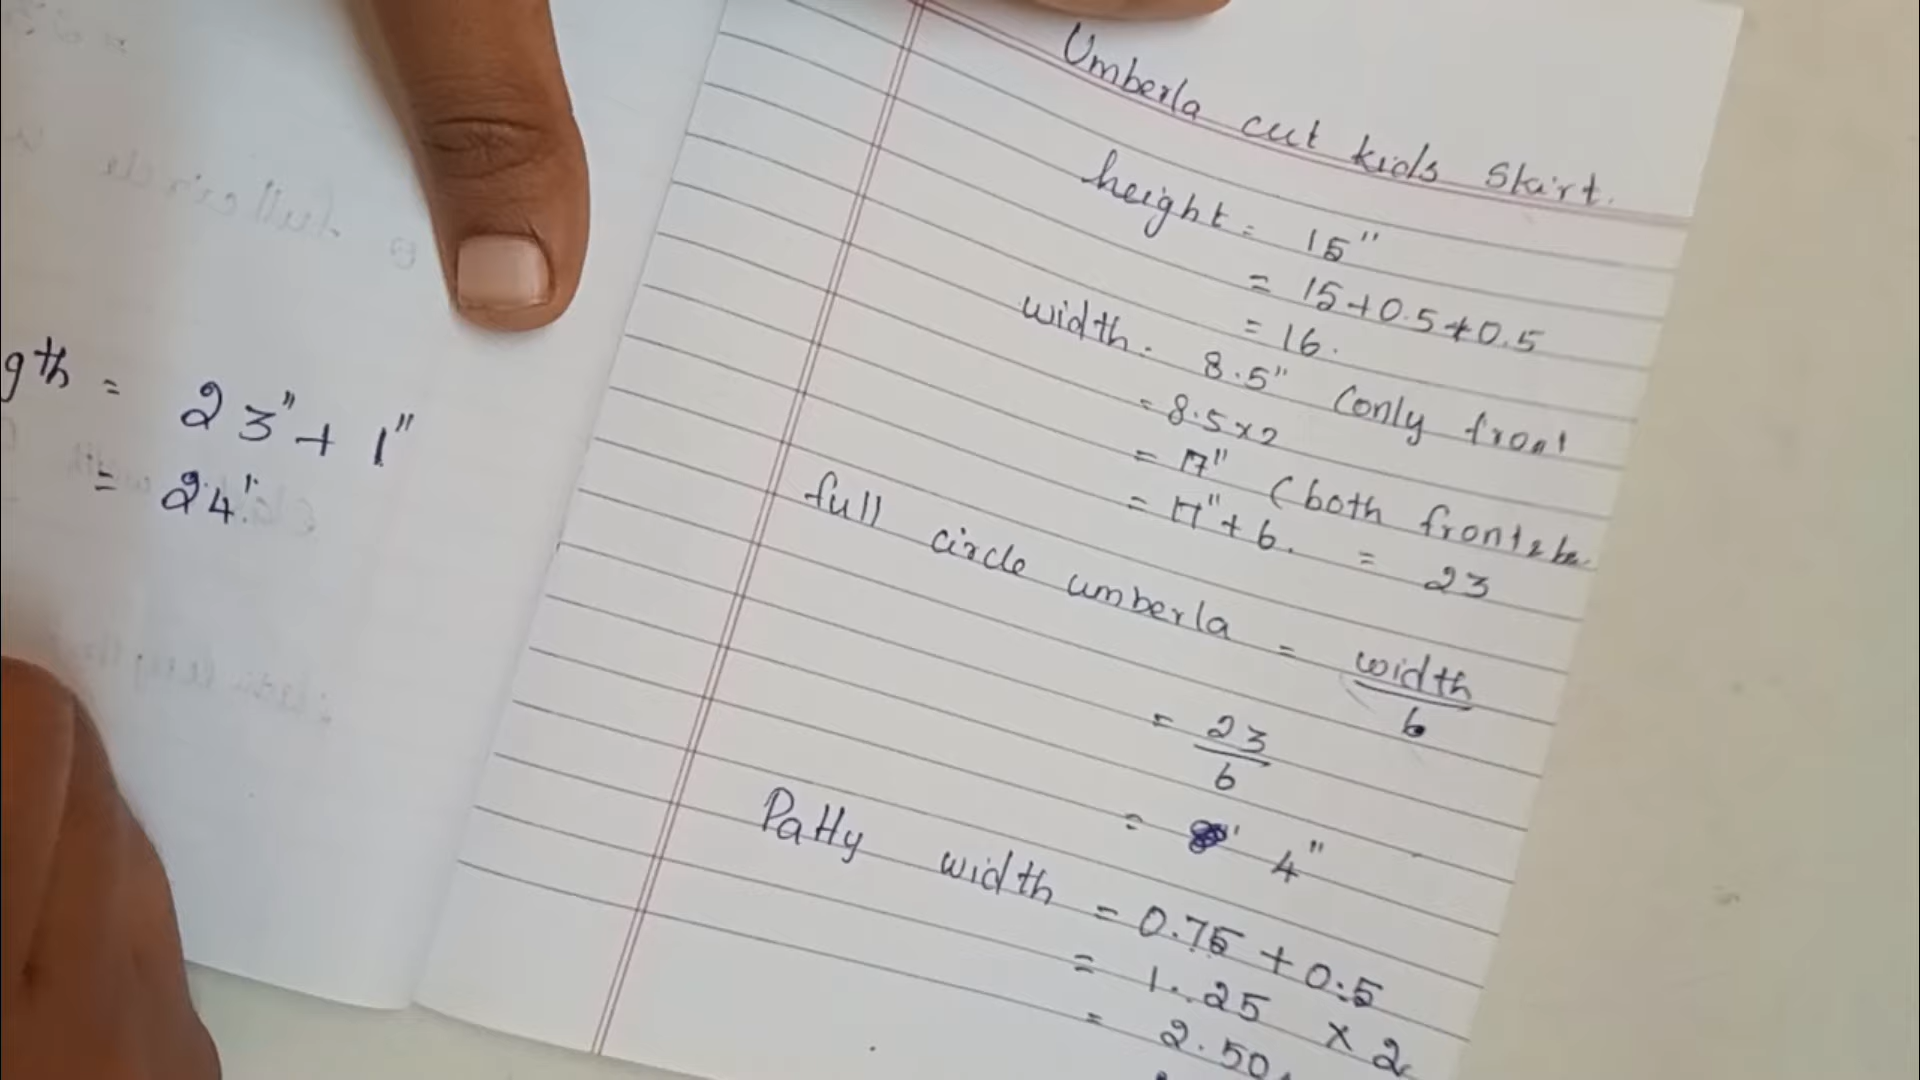 gth = 23" + 1"
= 24"
Umberla cut kids skirt.
height = 15"
= 15+0.5+0.5
= 16.
width = 8.5" (only front
= 8.5x2
= 17" (both front &
= 17"+6. = 23
full circle umberla = width
6
= 23
6
= 4"
Patty width = 0.75 + 0.5
= 1.25 x 2
= 2.50